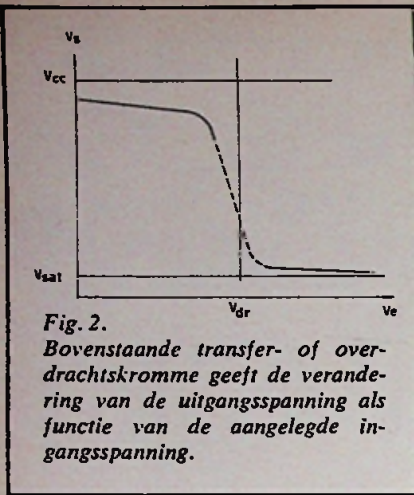 Vs
Vcc
Vsat
Vdr
Ve
Fig. 2.
Bovenstaande transfer- of over-
drachtskromme geeft de verande-
ring van de uitgangsspanning als
functie van de aangelegde in-
gangsspanning.